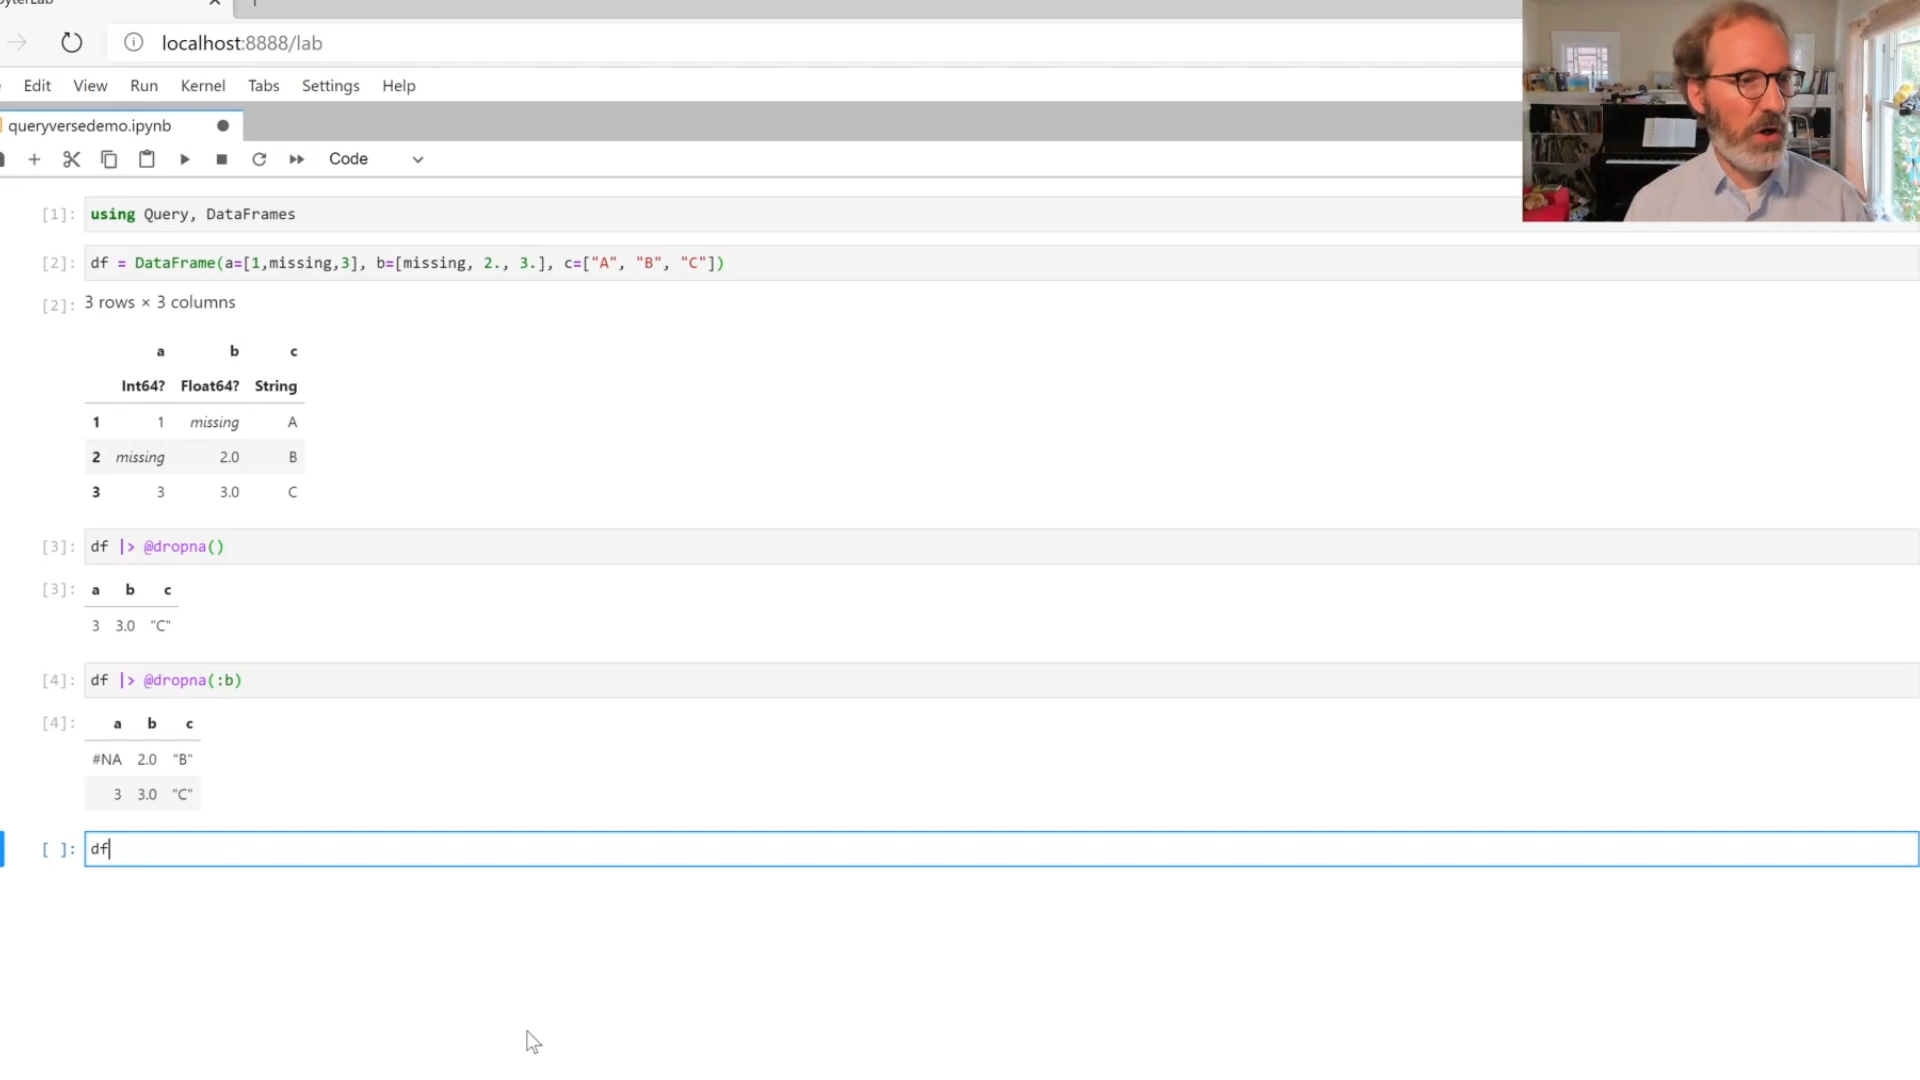 localhost:8888/lab
Edit View Run Kernel Tabs Settings Help
queryversedemo.ipynb
Code
[1]: using Query, DataFrames
[2]: df = DataFrame(a=[1,missing,3], b=[missing, 2., 3.], c=["A", "B", "C"])
[2]: 3 rows × 3 columns
a b c
Int64? Float64? String
1 1 missing A
2 missing 2.0 B
3 3 3.0 C
[3]: df |> @dropna()
[3]: a b c
3 3.0 "C"
[4]: df |> @dropna(:b)
[4]: a b c
#NA 2.0 "B"
3 3.0 "C"
[ ]: df